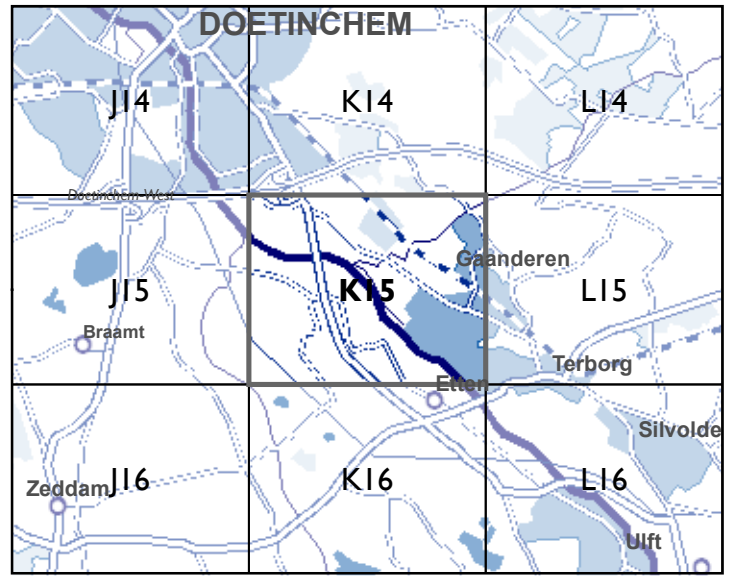 DOETINCHEM
J14
K14
L14
Doetinchem-West
Gaanderen
J15
K15
L15
Braamt
Terborg
Etten
Silvolde
Zeddam
J16
K16
L16
Ulft